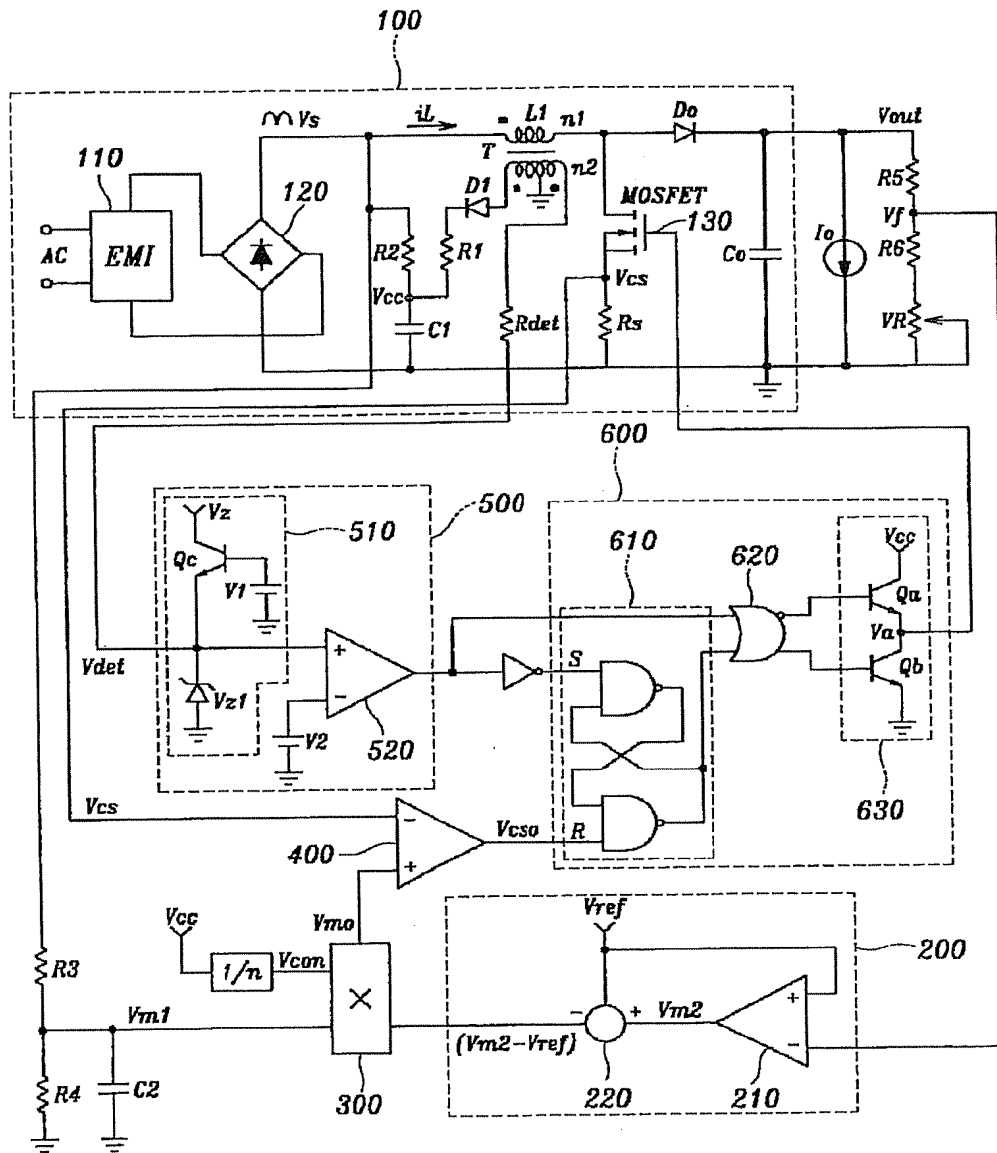 100
Vs
iL
L1
n1
Do
Vout
T
n2
110
120
D1
MOSFET
130
R5
Vf
AC
EMI
R2
R1
Vcc
Vcs
Co
Io
R6
C1
Rdet
Rs
VR
600
Vz
510
500
610
620
Vcc
Qc
V1
Qa
Va
Vdet
+
S
Qb
Vz1
−
V2
520
630
Vcs
−
400
Vcso
R
+
Vref
Vcc
Vmo
200
R3
1/n
Vcon
X
+
Vm1
−
+
Vm2
(Vm2-Vref)
−
R4
C2
300
220
210